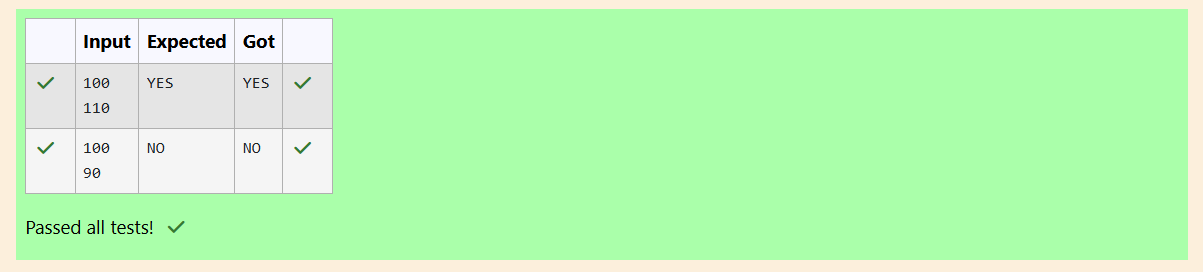 Input Expected Got
100 YES YES
110
100 NO NO
90
Passed all tests!